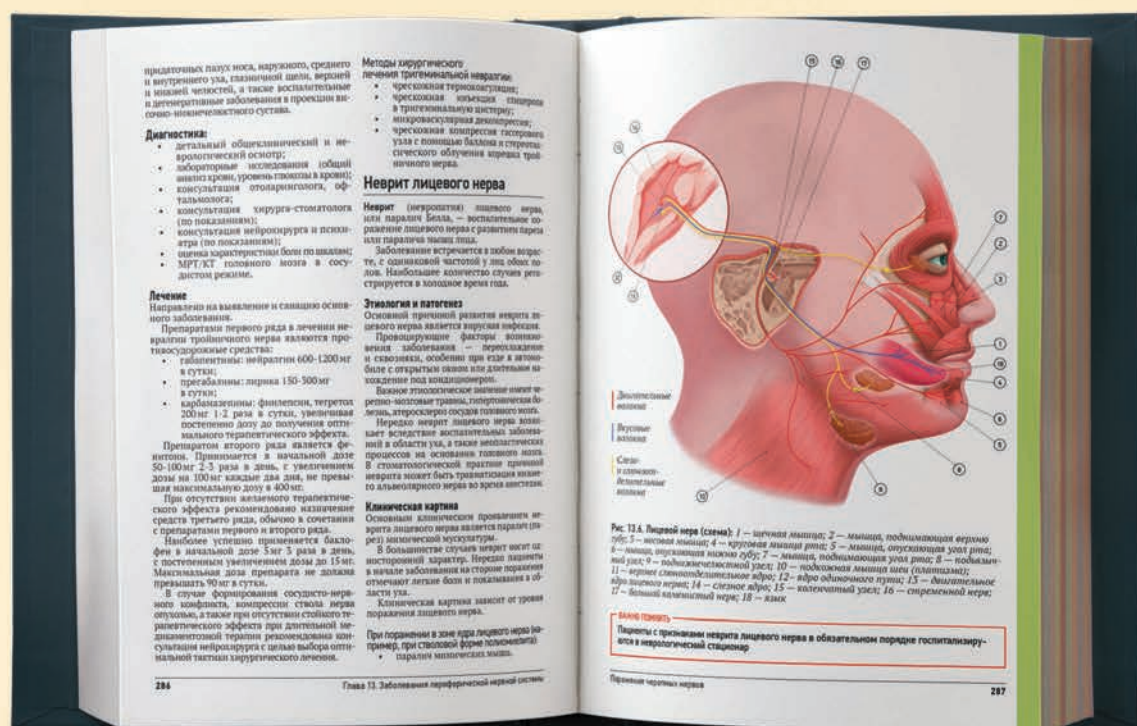 придаточных пазух носа, наружного, среднего
и внутреннего уха, глазничной щели, верхней
и нижней челюстей, а также воспалительные
и дегенеративные заболевания в проекции ви-
сочно-нижнечелюстного сустава.
Диагностика:
• детальный общеклинический и не-
врологический осмотр;
• лабораторные исследования (общий
анализ крови, уровень глюкозы в крови);
• консультация отоларинголога, оф-
тальмолога;
• консультация хирурга-стоматолога
(по показаниям);
• консультация нейрохирурга и психи-
атра (по показаниям);
• оценка характеристики боли по шкалам;
• МРТ/КТ головного мозга в сосу-
дистом режиме.
Лечение
Направлено на выявление и санацию основ-
ного заболевания.
Препаратами первого ряда в лечении не-
вралгии тройничного нерва являются про-
тивосудорожные средства:
• габапентины: нейралгин 600-1200 мг
в сутки;
• прегабалины: лирика 150-300 мг
в сутки;
• карбамазепины: финлепсин, тегретол
200 мг 1-2 раза в сутки, увеличивая
постепенно дозу до получения опти-
мального терапевтического эффекта.
Препаратом второго ряда является фе-
нитоин. Принимается в начальной дозе
50-100 мг 2-3 раза в день, с увеличением
дозы на 100 мг каждые два дня, не превы-
шая максимальную дозу в 400 мг.
При отсутствии желаемого терапевтиче-
ского эффекта рекомендовано назначение
средств третьего ряда, обычно в сочетании
с препаратами первого и второго ряда.
Наиболее успешно применяется бакло-
фен в начальной дозе 5 мг 3 раза в день,
с постепенным увеличением дозы до 15 мг.
Максимальная доза препарата не должна
превышать 90 мг в сутки.
В случае формирования сосудисто-нерв-
ного конфликта, компрессии ствола нерва
опухолью, а также при отсутствии стойкого те-
рапевтического эффекта при длительной ме-
дикаментозной терапии рекомендована кон-
сультация нейрохирурга с целью выбора опти-
мальной тактики хирургического лечения.
Методы хирургического
лечения тригеминальной невралгии:
• чрескожная термокоагуляция;
• чрескожная инъекция глицерола
в тригеминальную цистерну;
• микроваскулярная декомпрессия;
• чрескожная компрессия гассерового
узла с помощью баллона и стереотак-
сического облучения корешка трой-
ничного нерва.
Неврит лицевого нерва
Неврит (невропатия) лицевого нерва,
или паралич Белла, — воспалительное по-
ражение лицевого нерва с развитием пареза
или паралича мышц лица.
Заболевание встречается в любом возрас-
те, с одинаковой частотой у лиц обоих по-
лов. Наибольшее количество случаев реги-
стрируется в холодное время года.
Этиология и патогенез
Основной причиной развития неврита ли-
цевого нерва является вирусная инфекция.
Провоцирующие факторы возникно-
вения заболевания — переохлаждение
и сквозняки, особенно при езде в автомо-
биле с открытым окном или длительном на-
хождение под кондиционером.
Важное этиологическое значение имеют че-
репно-мозговые травмы, гипертоническая бо-
лезнь, атеросклероз сосудов головного мозга.
Нередко неврит лицевого нерва возни-
кает вследствие воспалительных заболева-
ний в области уха, а также неопластических
процессов на основании головного мозга.
В стоматологической практике причиной
неврита может быть травматизация нижне-
го альвеолярного нерва во время анестезии.
Клиническая картина
Основным клиническим проявлением не-
врита лицевого нерва является паралич (па-
рез) мимической мускулатуры.
В большинстве случаев неврит носит од-
носторонний характер. Нередко пациенты
в начале заболевания на стороне поражения
отмечают легкие боли и покалывания в об-
ласти уха.
Клиническая картина зависит от уровня
поражения лицевого нерва.
При поражении в зоне ядра лицевого нерва (на-
пример, при стволовой форме полиомиелита):
• паралич мимических мышц.
286
Глава 13. Заболевания периферической нервной системы
15 16 17
14
13
7
2
3
1
18
4
6
5
9
8
10
Двигательные
волокна
Вкусовые
волокна
Слезо-
и слюноот-
делительные
волокна
Рис. 13.6. Лицевой нерв (схема): 1 — щечная мышца; 2 — мышца, поднимающая верхнюю
губу; 3 — носовая мышца; 4 — круговая мышца рта; 5 — мышца, опускающая угол рта;
6 — мышца, опускающая нижнюю губу; 7 — мышца, поднимающая угол рта; 8 — подъязыч-
ный узел; 9 — поднижнечелюстной узел; 10 — подкожная мышца шеи (платизма);
11 — верхнее слюноотделительное ядро; 12 — ядро одиночного пути; 13 — двигательное
ядро лицевого нерва; 14 — слезное ядро; 15 — коленчатый узел; 16 — стременной нерв;
17 — большой каменистый нерв; 18 — язык
ВАЖНО ПОМНИТЬ
Пациенты с признаками неврита лицевого нерва в обязательном порядке госпитализиру-
ются в неврологический стационар
Поражения черепных нервов
287